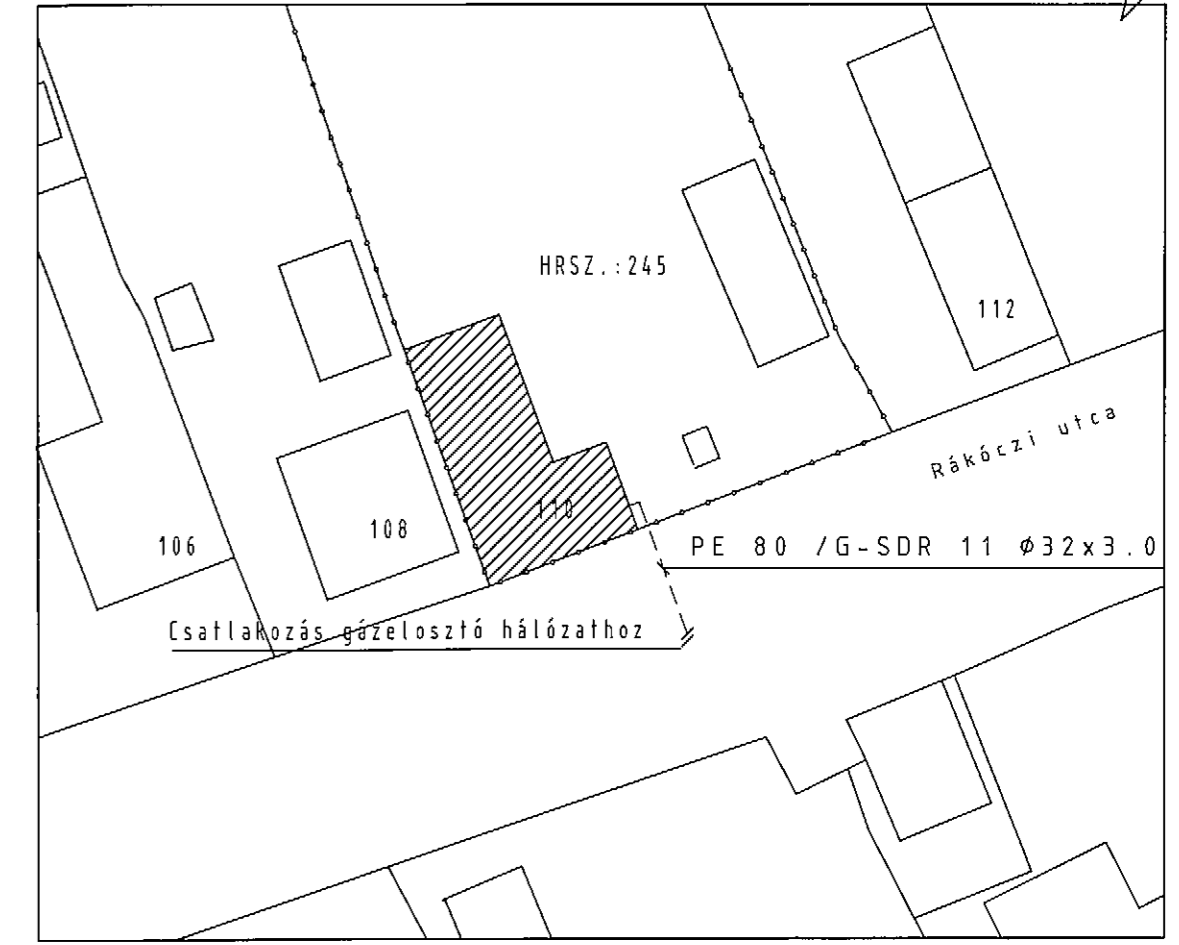 HRSZ.:245
112
Rákóczi utca
110
108
106
PE 80 /G-SDR 11 ø32x3.0
Csatlakozás gázelosztó hálózathoz